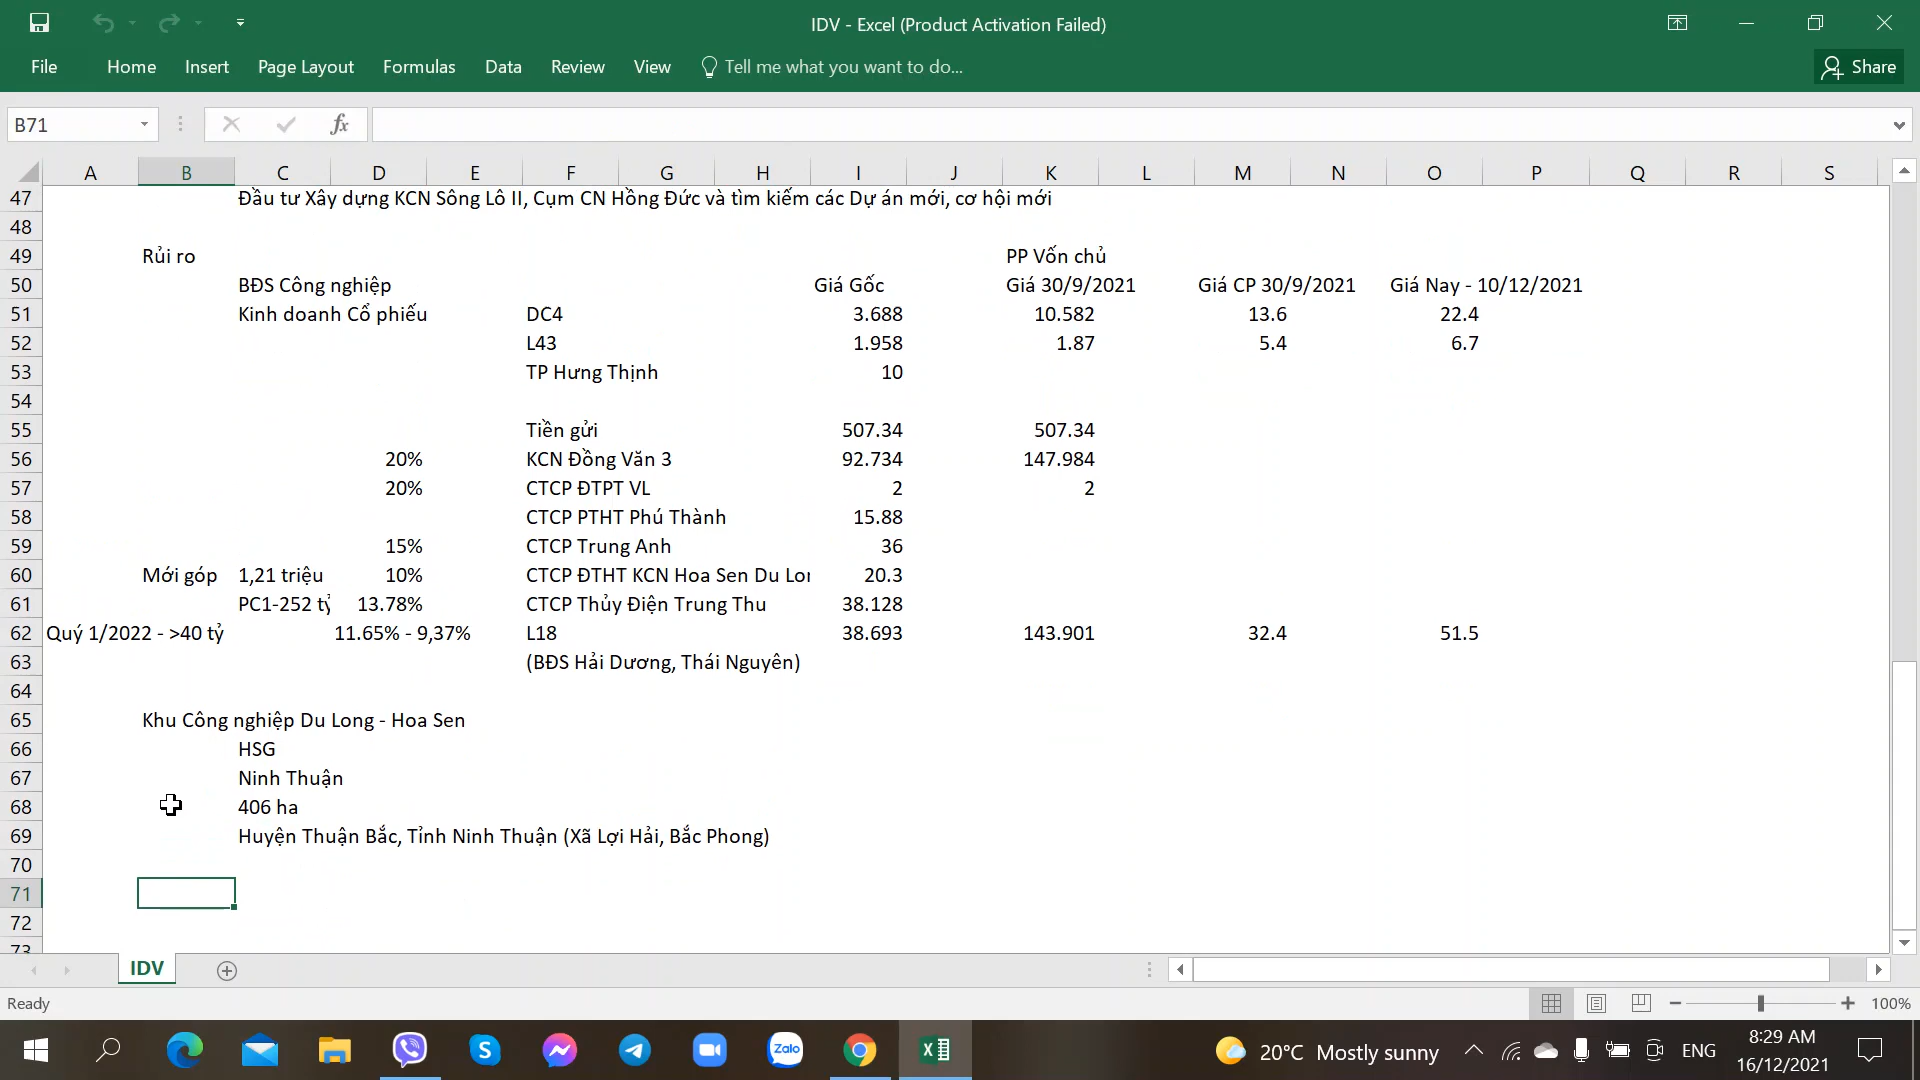 IDV - Excel (Product Activation Failed)
File Home Insert Page Layout Formulas Data Review View Tell me what you want to do... Share
B71 fx
A B C D E F G H I J K L M N O P Q R S
47 Đầu tư Xây dựng KCN Sông Lô II, Cụm CN Hồng Đức và tìm kiếm các Dự án mới, cơ hội mới
48
49 Rủi ro PP Vốn chủ
50 BĐS Công nghiệp Giá Gốc Giá 30/9/2021 Giá CP 30/9/2021 Giá Nay - 10/12/2021
51 Kinh doanh Cổ phiếu DC4 3.688 10.582 13.6 22.4
52 L43 1.958 1.87 5.4 6.7
53 TP Hưng Thịnh 10
54
55 Tiền gửi 507.34 507.34
56 20% KCN Đồng Văn 3 92.734 147.984
57 20% CTCP ĐTPT VL 2 2
58 CTCP PTHT Phú Thành 15.88
59 15% CTCP Trung Anh 36
60 Mới góp 1,21 triệu 10% CTCP ĐTHT KCN Hoa Sen Du Lon 20.3
61 PC1-252 tỷ 13.78% CTCP Thủy Điện Trung Thu 38.128
62 Quý 1/2022 - >40 tỷ 11.65% - 9,37% L18 38.693 143.901 32.4 51.5
63 (BĐS Hải Dương, Thái Nguyên)
64
65 Khu Công nghiệp Du Long - Hoa Sen
66 HSG
67 Ninh Thuận
68 406 ha
69 Huyện Thuận Bắc, Tỉnh Ninh Thuận (Xã Lợi Hải, Bắc Phong)
70
71
72
73
IDV
Ready 100%
Zalo 20°C Mostly sunny ENG 8:29 AM
16/12/2021